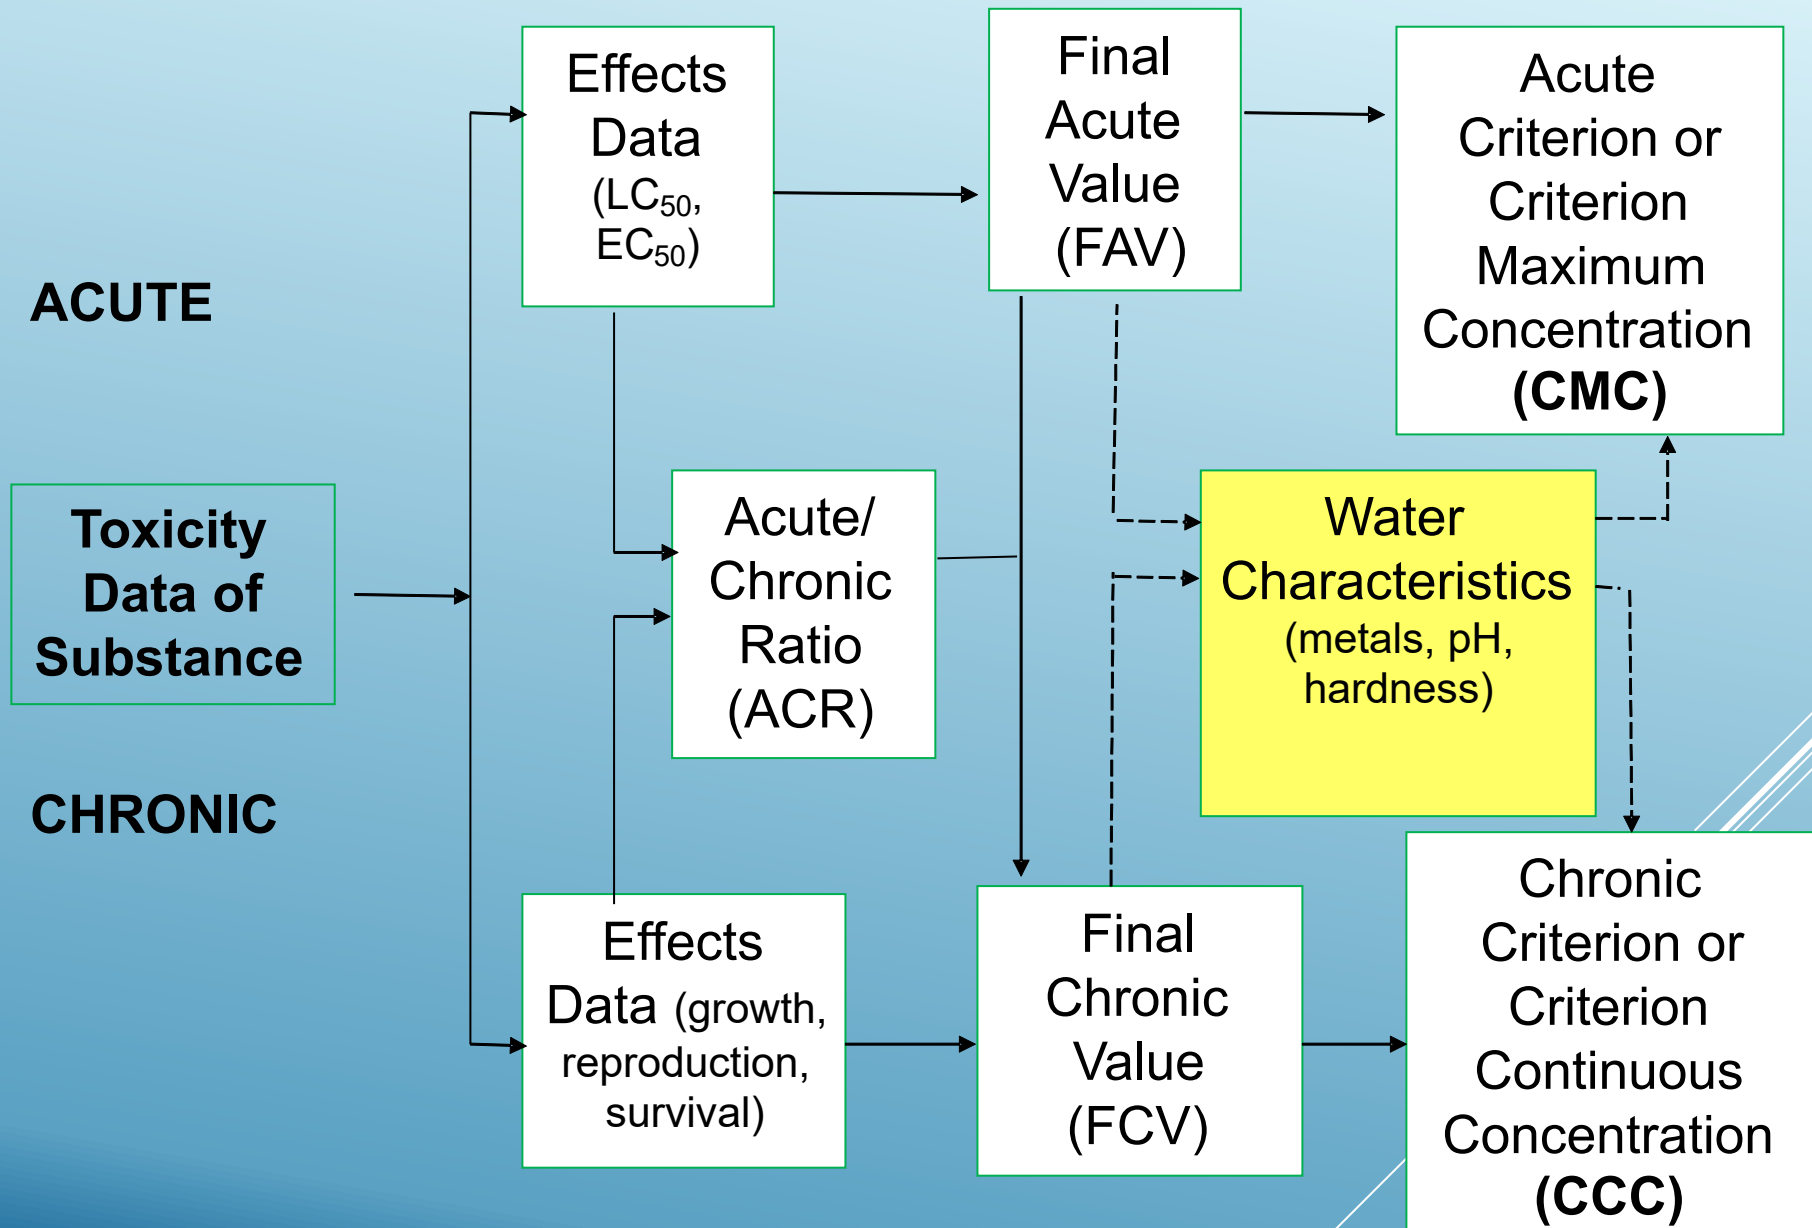 Effects
Data
(LC50,
EC50)
Final
Acute
Value
(FAV)
Acute
Criterion or
Criterion
Maximum
Concentration
(CMC)
ACUTE
Toxicity
Data of
Substance
Acute/
Chronic
Ratio
(ACR)
Water
Characteristics
(metals, pH,
hardness)
CHRONIC
Effects
Data (growth,
reproduction,
survival)
Final
Chronic
Value
(FCV)
Chronic
Criterion or
Criterion
Continuous
Concentration
(CCC)